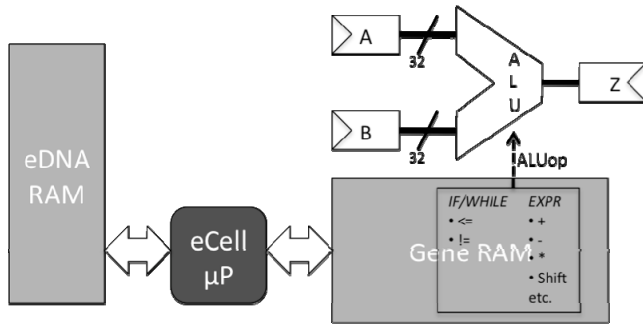 A
32
B
32
A
L
U
Z
ALUop
eDNA
RAM
eCell
μP
Gene RAM
IF/WHILE
• <=
• !=
EXPR
• +
• -
• *
• Shift
etc.